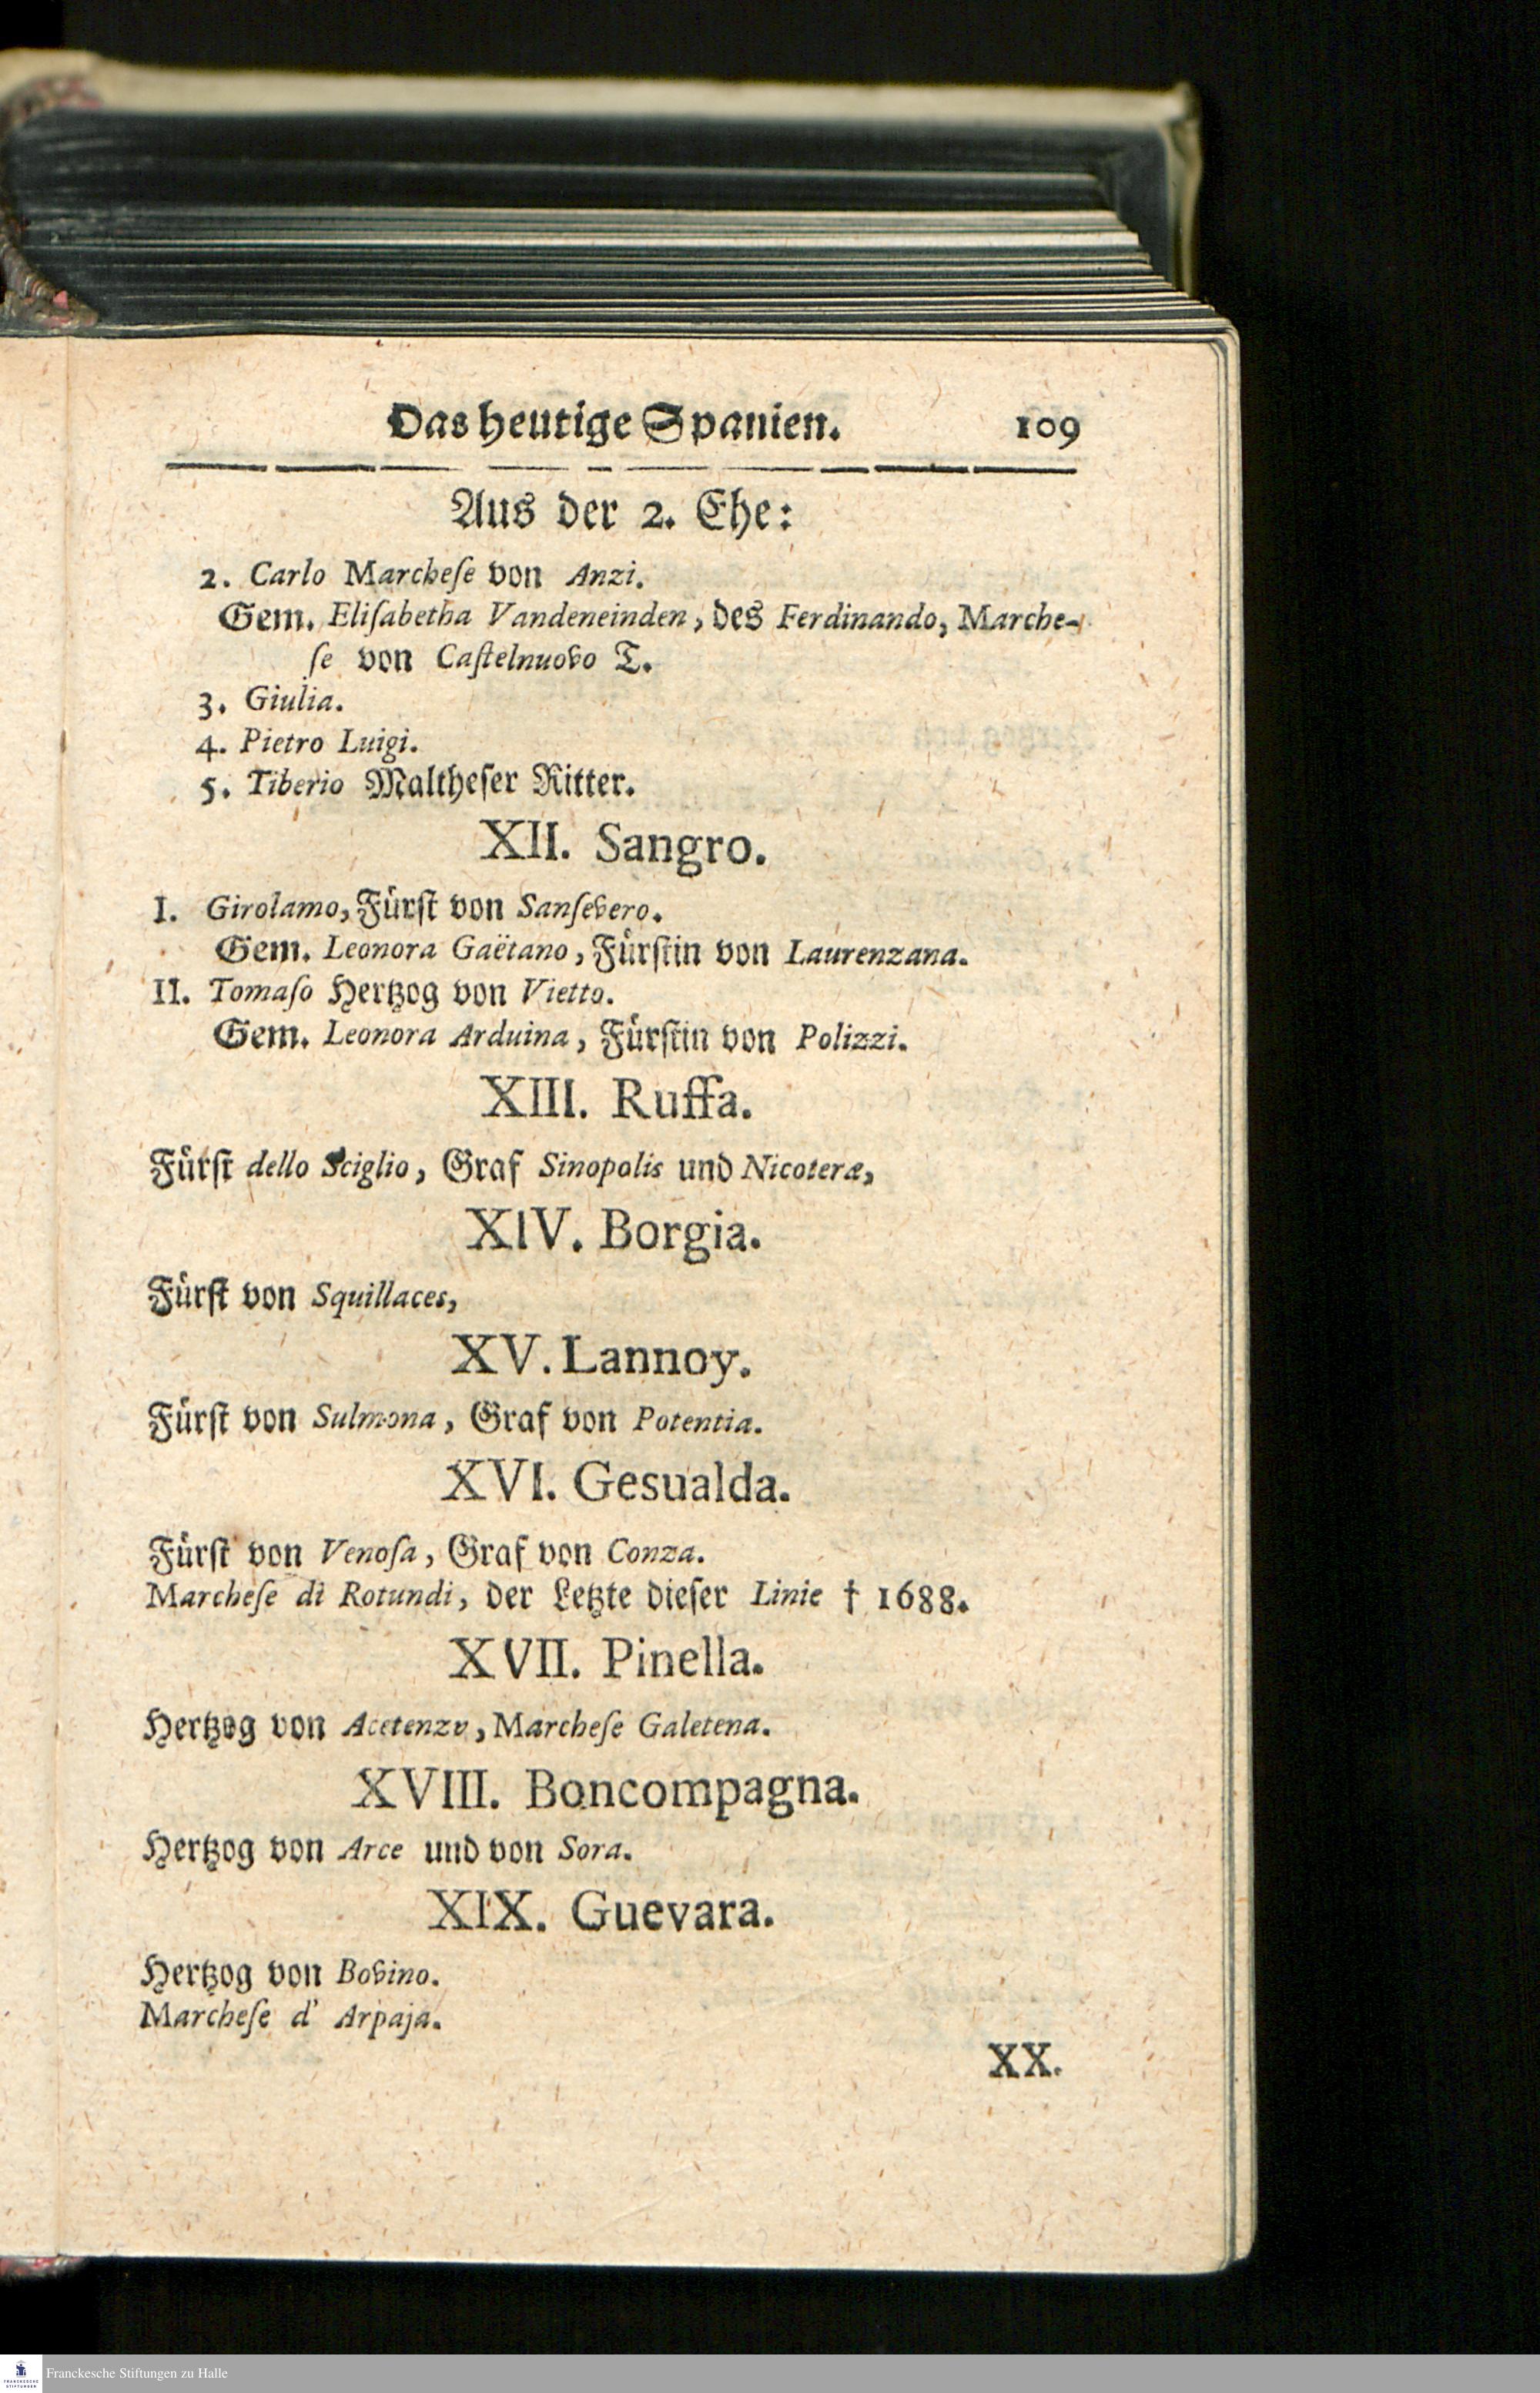 Das heutige Spanien. 109
Aus der 2. Ehe:
2. Carlo Marcheſe von Anzi.
Gem. Eliſabetha Vandeneinden, des Ferdinando, Marche-
ſe von Caſtelnuovo T.
3. Giulia.
4. Pietro Luigi.
5. Tiberio Maltheſer Ritter.
XII. Sangro.
I. Girolamo, Fürſt von Sanſevero.
Gem. Leonora Gaëtano, Fürſtin von Laurenzana.
II. Tomaſo Hertzog von Vietto.
Gem. Leonora Arduina, Fürſtin von Polizzi.
XIII. Ruffa.
Fürſt dello Sciglio, Graf Sinopolis und Nicoteræ,
XIV. Borgia.
Fürſt von Squillaces,
XV. Lannoy.
Fürſt von Sulmona, Graf von Potentia.
XVI. Gesualda.
Fürſt von Venoſa, Graf von Conza.
Marcheſe di Rotundi, der Letzte dieſer Linie † 1688.
XVII. Pinella.
Hertzog von Acetenzv, Marcheſe Galetena.
XVIII. Boncompagna.
Hertzog von Arce und von Sora.
XIX. Guevara.
Hertzog von Bovino.
Marcheſe d' Arpaja.
XX.
Franckesche Stiftungen zu Halle
FRANCKESCHE
STIFTUNGEN